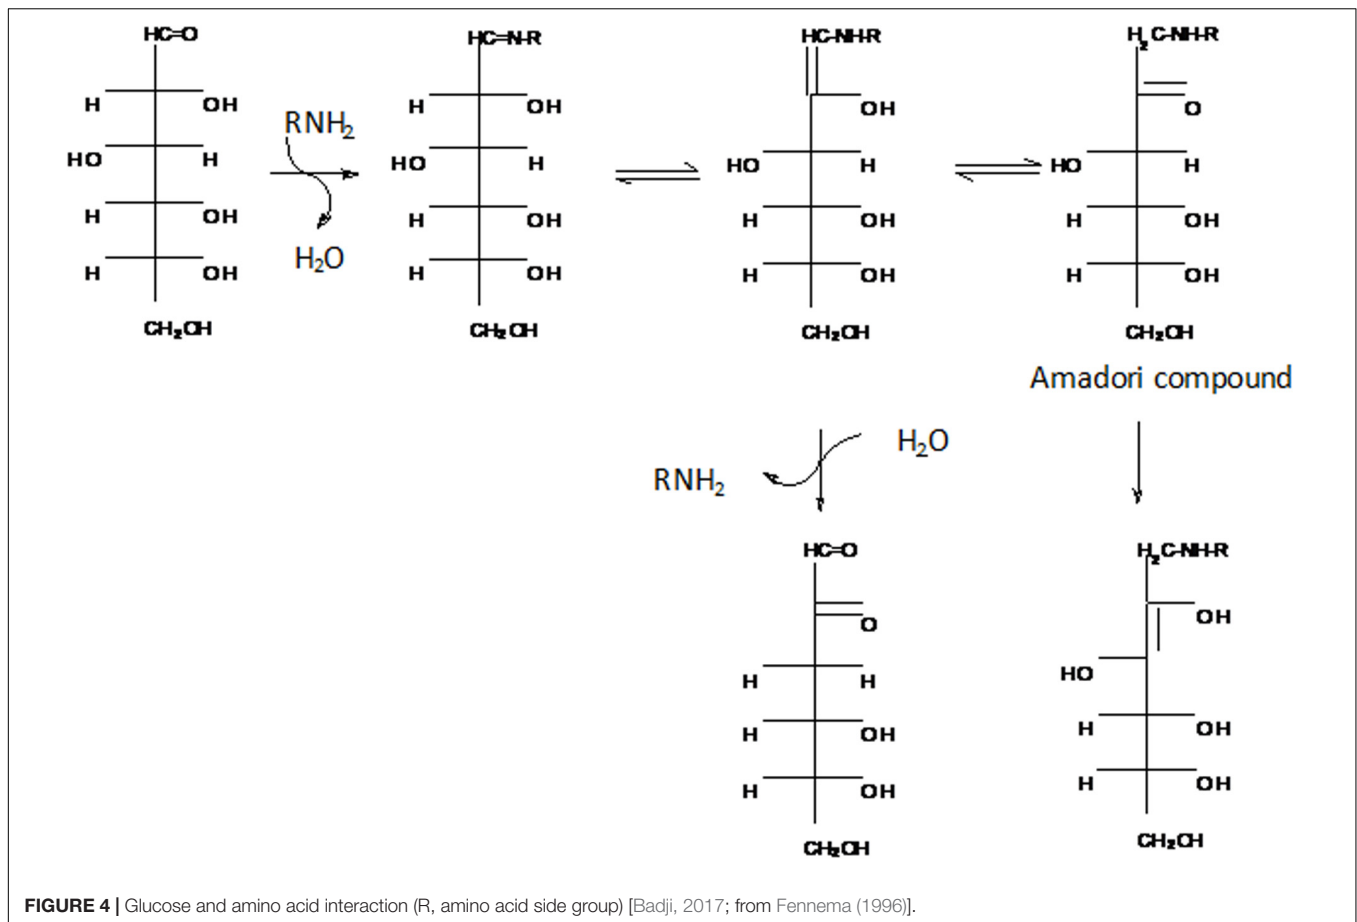 HC=O HC=N-R HC-NH-R H₂C-NH-R
H OH H OH OH O
RNH₂
HO H HO H HO H HO H
H OH H OH H OH H OH
H₂O
H OH H OH H OH H OH
CH₂OH CH₂OH CH₂OH CH₂OH
Amadori compound
H₂O
RNH₂
HC=O H₂C-NH-R
O OH
H H HO
H OH H OH
H OH H OH
CH₂OH CH₂OH
FIGURE 4 | Glucose and amino acid interaction (R, amino acid side group) [Badji, 2017; from Fennema (1996)].